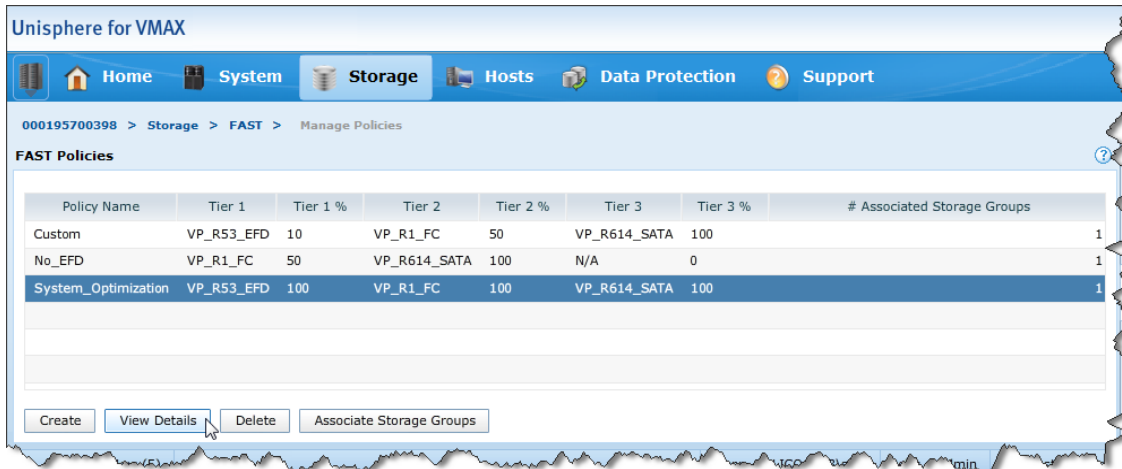 Unisphere for VMAX
Home System Storage Hosts Data Protection Support
000195700398 > Storage > FAST > Manage Policies
FAST Policies
Policy Name Tier 1 Tier 1 % Tier 2 Tier 2 % Tier 3 Tier 3 % # Associated Storage Groups
Custom VP_R53_EFD 10 VP_R1_FC 50 VP_R614_SATA 100 1
No_EFD VP_R1_FC 50 VP_R614_SATA 100 N/A 0 1
System_Optimization VP_R53_EFD 100 VP_R1_FC 100 VP_R614_SATA 100 1
Create View Details Delete Associate Storage Groups